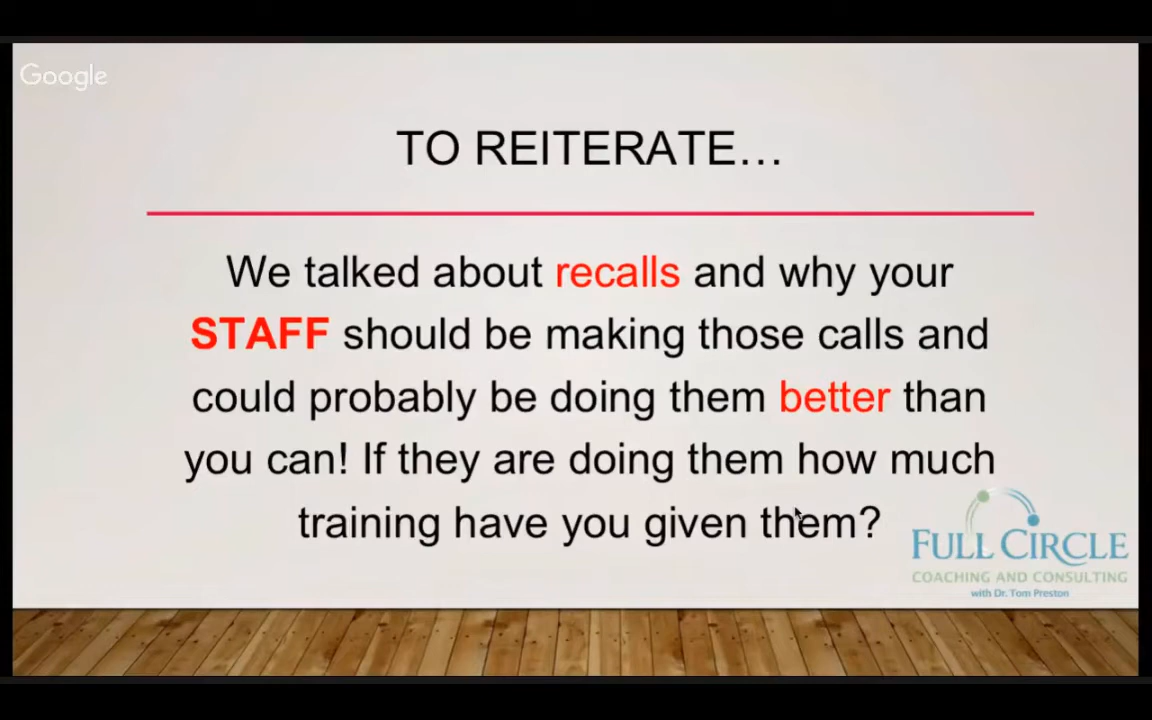 Google
TO REITERATE...
We talked about recalls and why your
STAFF should be making those calls and
could probably be doing them better than
you can! If they are doing them how much
training have you given them?
FULL CIRCLE
COACHING AND CONSULTING
with Dr. Tom Preston